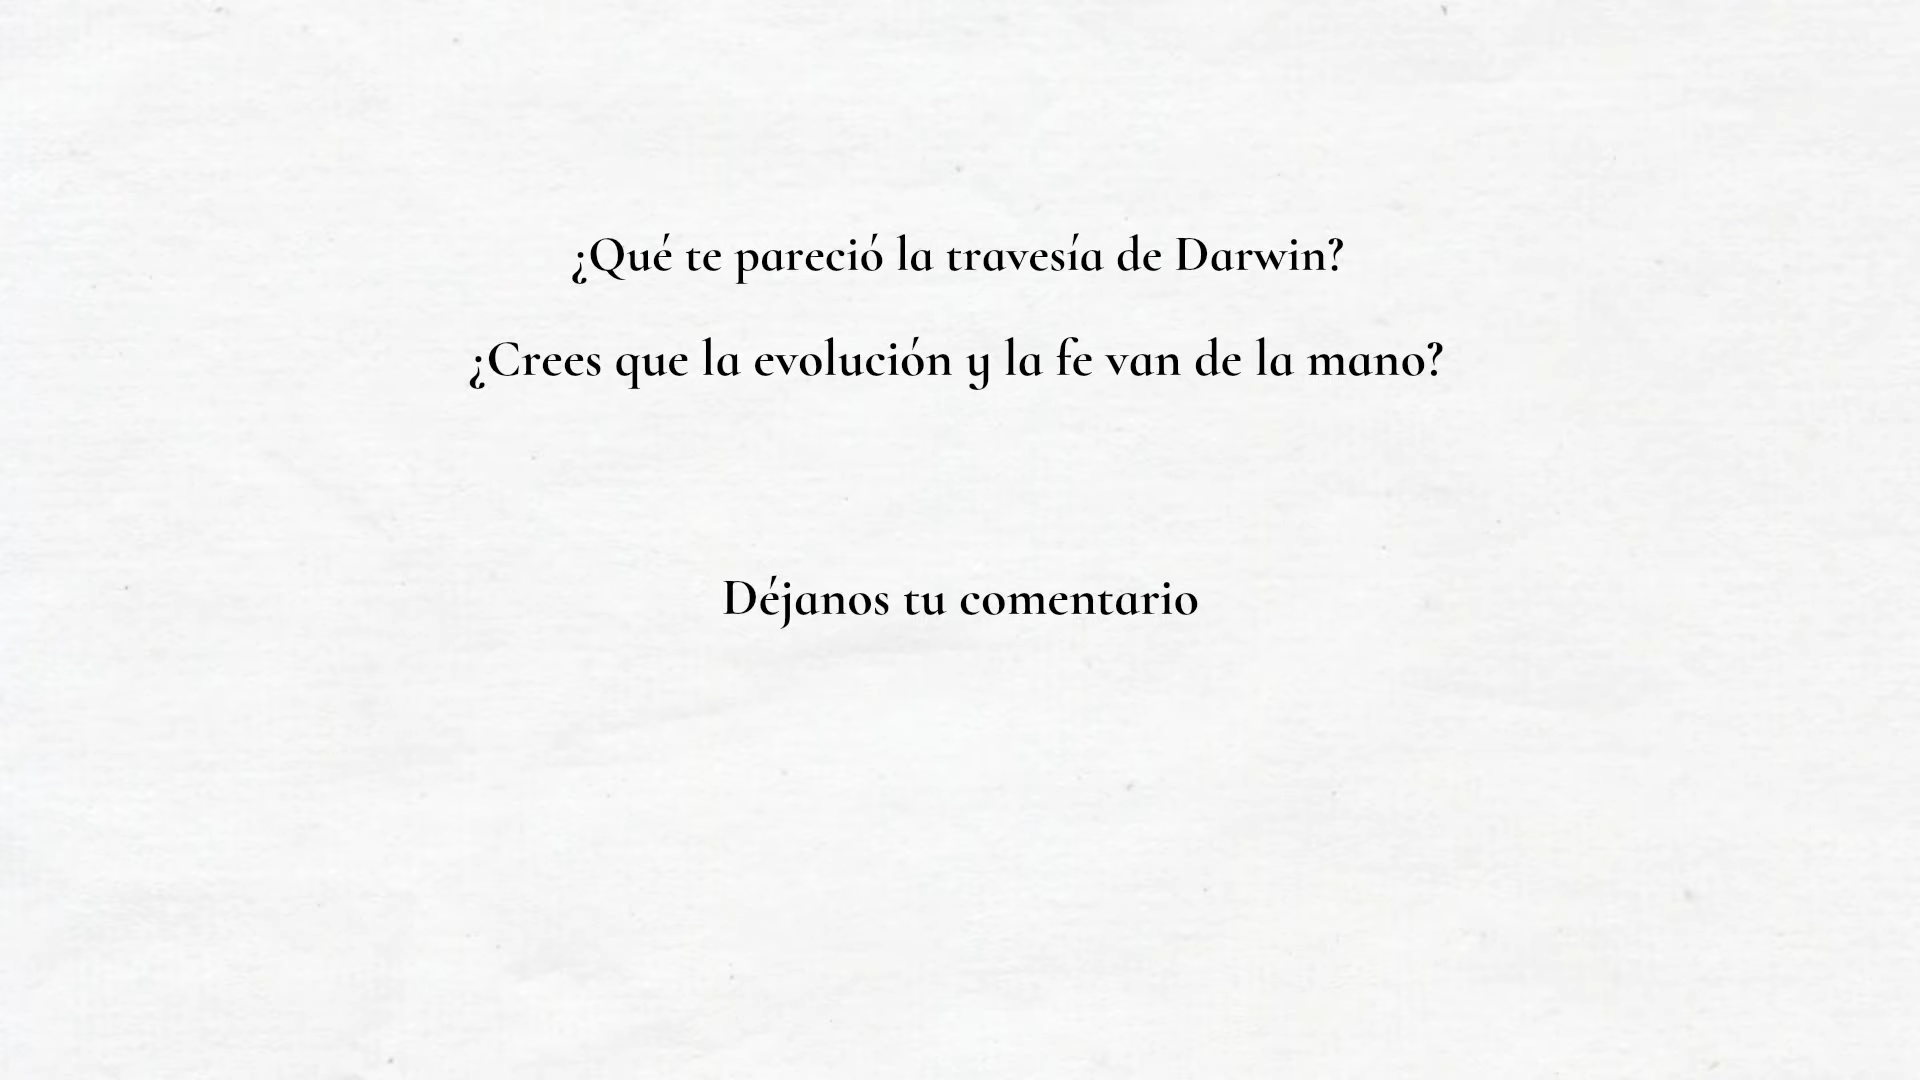 ¿Qué te pareció la travesía de Darwin?
¿Crees que la evolución y la fe van de la mano?
Déjanos tu comentario